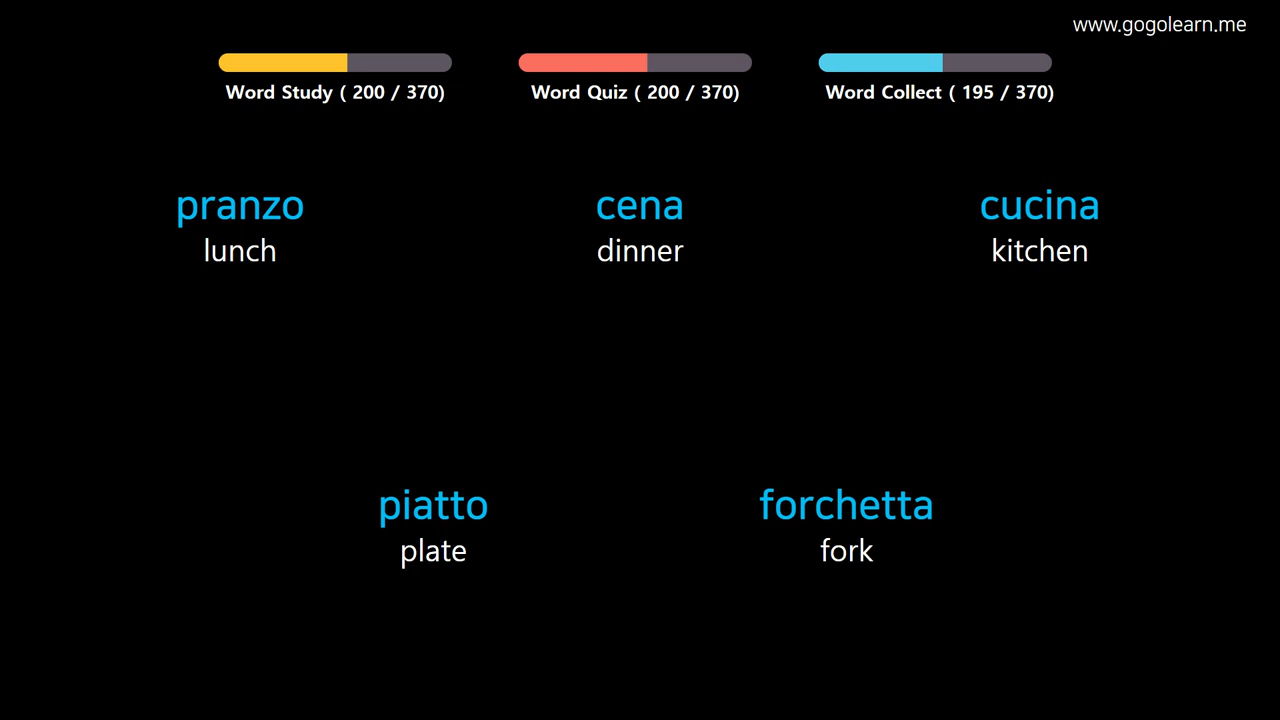 www.gogolearn.me
Word Study ( 200 / 370)
Word Quiz ( 200 / 370)
Word Collect ( 195 / 370)
pranzo
lunch
cena
dinner
cucina
kitchen
piatto
plate
forchetta
fork